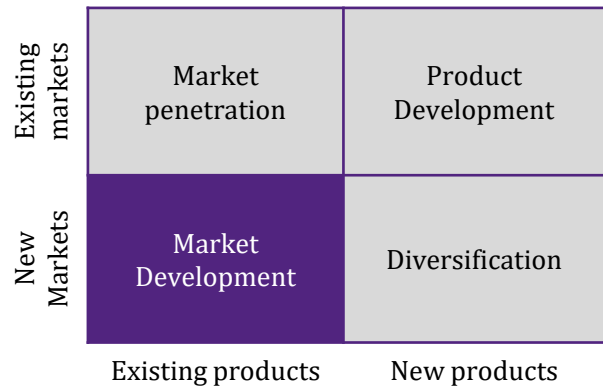 Existing
markets
Market
penetration
Product
Development
New
Markets
Market
Development
Diversification
Existing products
New products